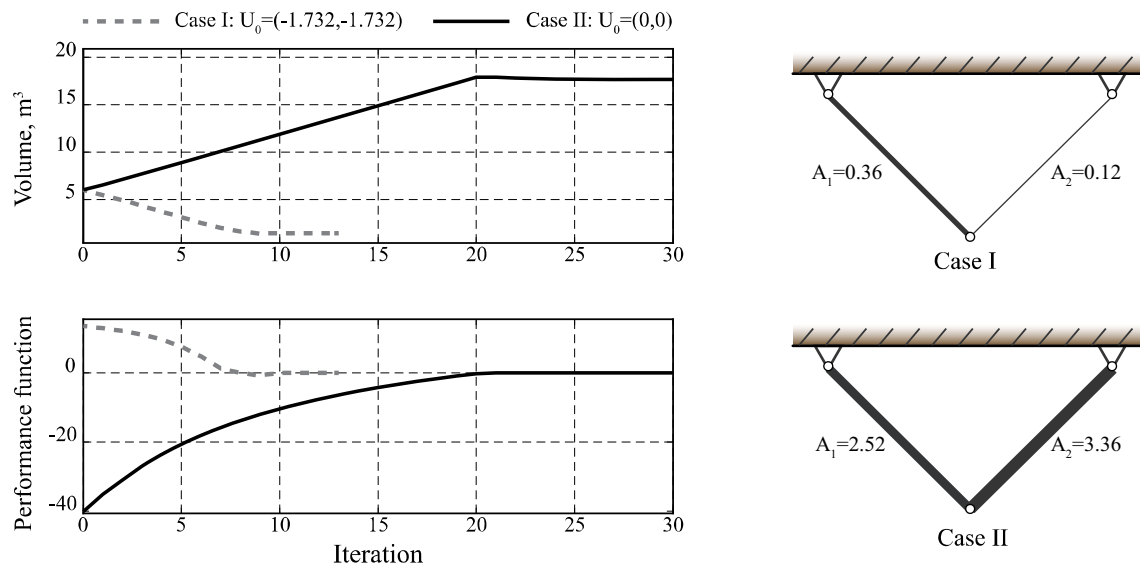 Case I: U₀=(-1.732,-1.732) Case II: U₀=(0,0)
Volume, m³
20
15
10
5
0 5 10 15 20 25 30
A₁=0.36
A₂=0.12
Case I
Performance function
0
-20
-40
0 5 10 15 20 25 30
Iteration
A₁=2.52
A₂=3.36
Case II